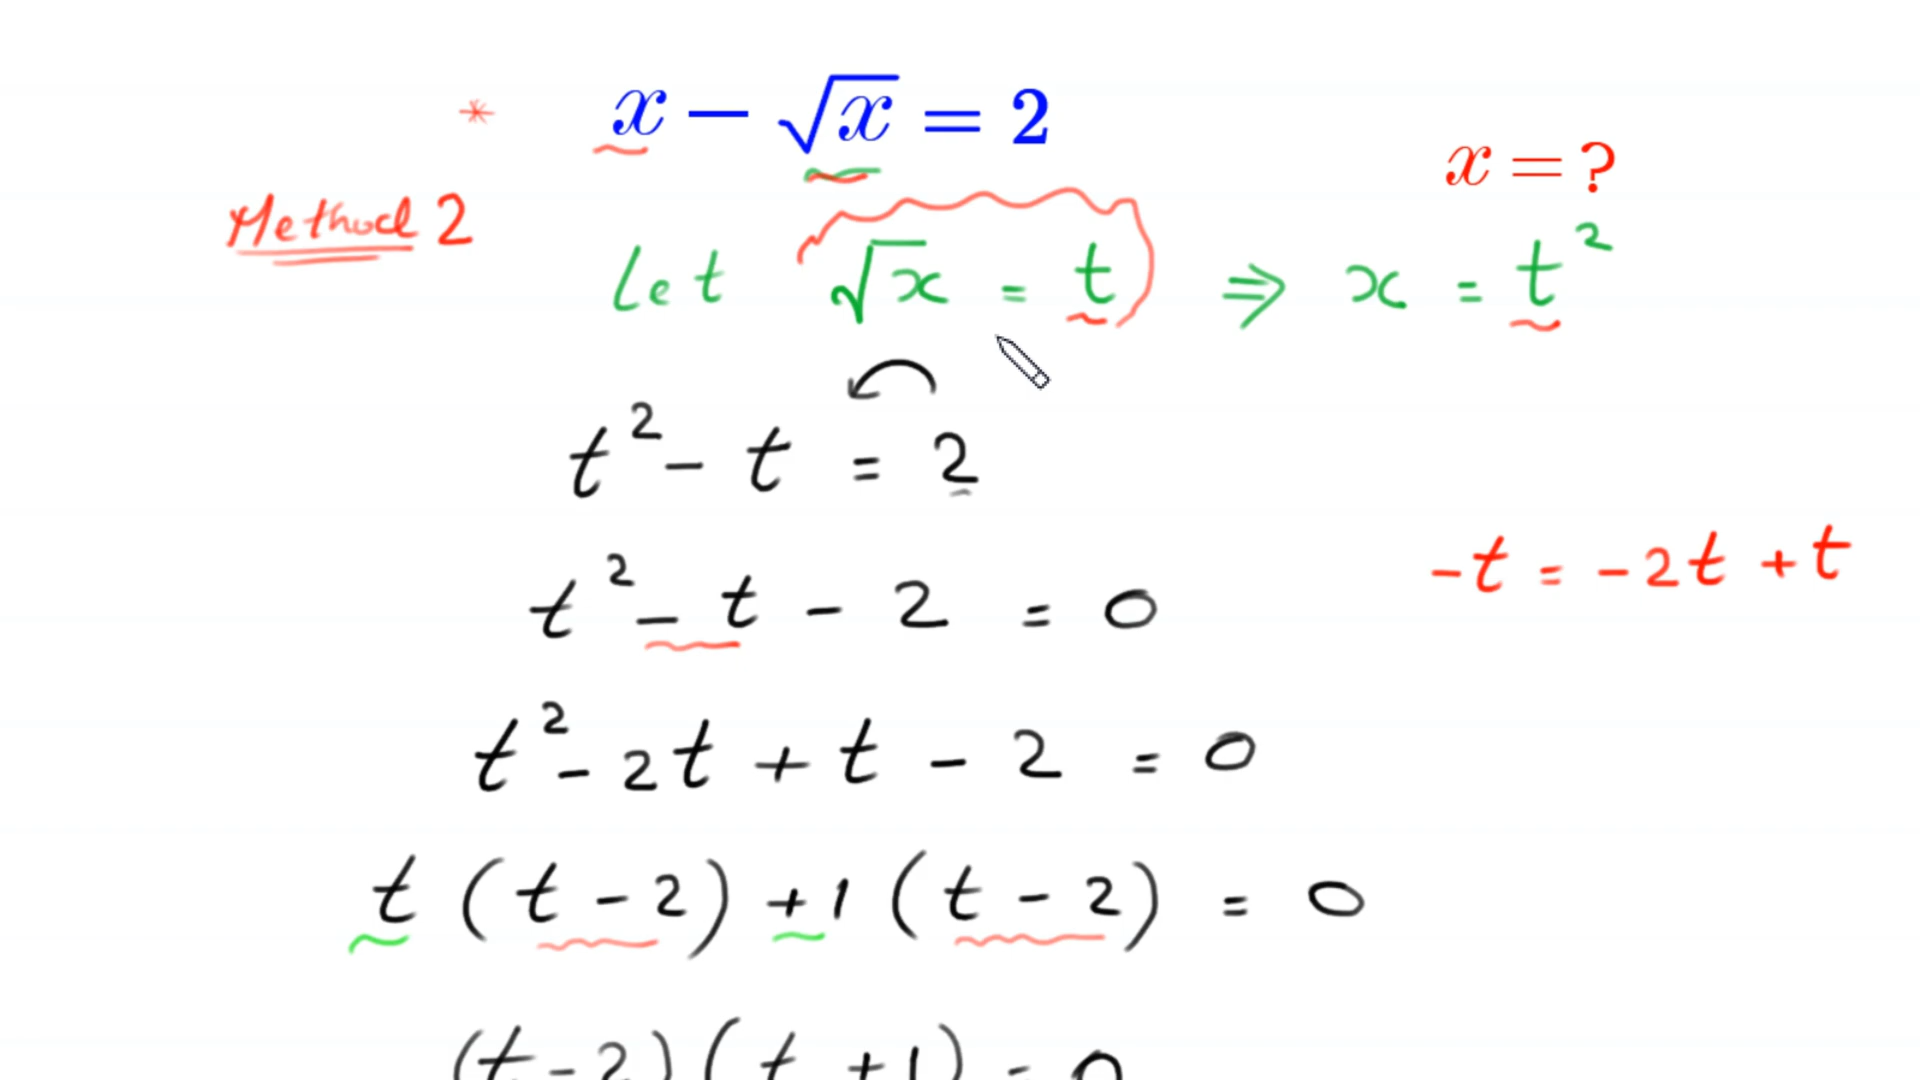 * x − √x = 2
x = ?
Method 2
Let √x = t ⇒ x = t²
t² − t = 2
t² − t − 2 = 0
−t = −2t + t
t² − 2t + t − 2 = 0
t (t − 2) + 1 (t − 2) = 0
(t − 2) (t + 1) = 0